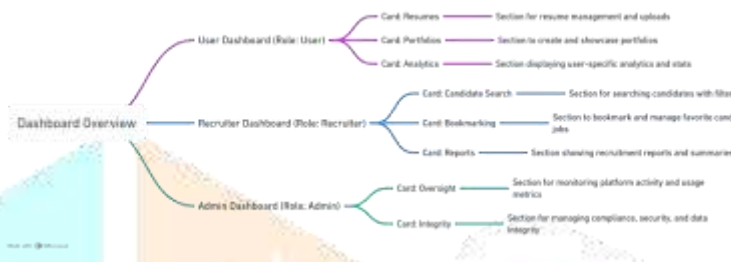 Card: Resumes
Section for resume management and uploads
User Dashboard (Role: User)
Card: Portfolios
Section to create and showcase portfolios
Card: Analytics
Section displaying user-specific analytics and stats
Card: Candidate Search
Section for searching candidates with filter
Dashboard Overview
Recruiter Dashboard (Role: Recruiter)
Card: Bookmarking
Section to bookmark and manage favorite cand
jobs
Card: Reports
Section showing recruitment reports and summaries
Admin Dashboard (Role: Admin)
Card: Oversight
Section for monitoring platform activity and usage
metrics
Card: Integrity
Section for managing compliance, security, and data
integrity